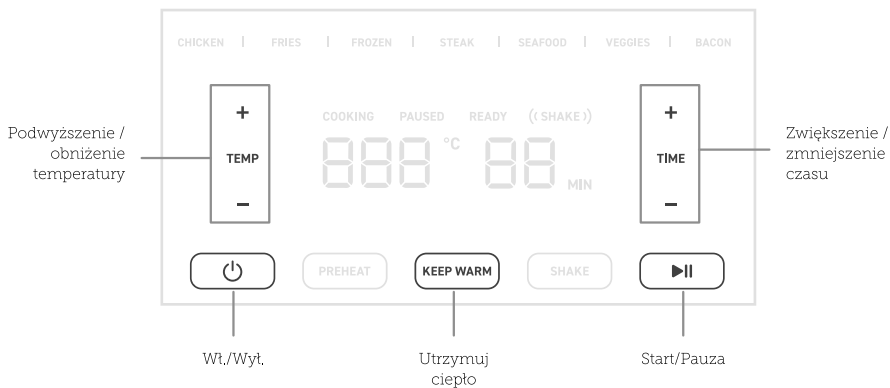 CHICKEN | FRIES | FROZEN | STEAK | SEAFOOD | VEGGIES | BACON
+
COOKING PAUSED READY ((SHAKE))
+
Podwyższenie /
obniżenie
temperatury
TEMP
888 °C 88 MIN
TIME
Zwiększenie /
zmniejszenie
czasu
−
−
PREHEAT KEEP WARM SHAKE
Wł./Wył.
Utrzymuj
ciepło
Start/Pauza